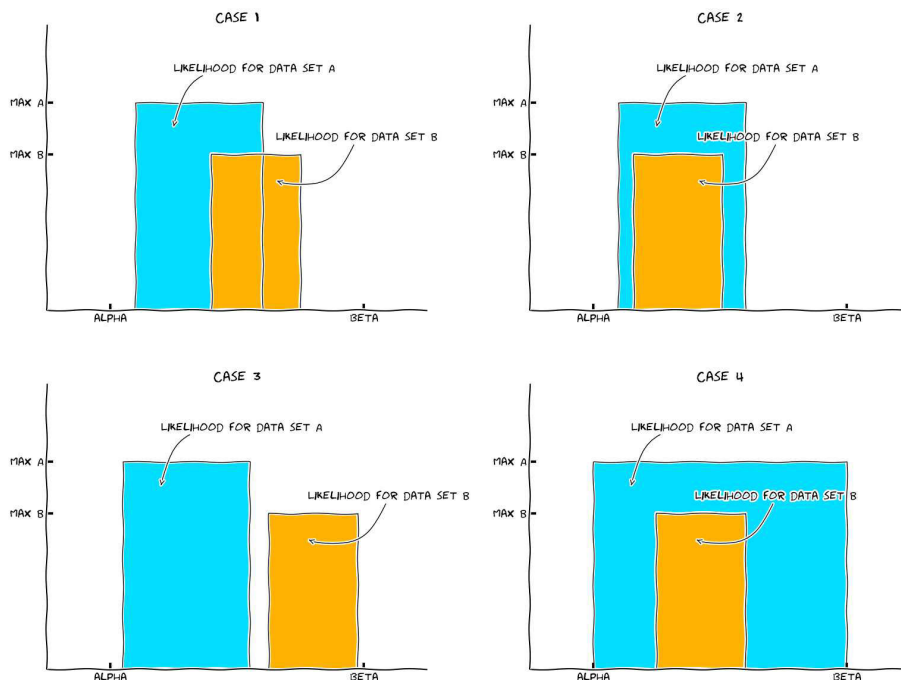 CASE 1
LIKELIHOOD FOR DATA SET A
MAX A
LIKELIHOOD FOR DATA SET B
MAX B
ALPHA
BETA
CASE 2
LIKELIHOOD FOR DATA SET A
MAX A
LIKELIHOOD FOR DATA SET B
MAX B
ALPHA
BETA
CASE 3
LIKELIHOOD FOR DATA SET A
MAX A
LIKELIHOOD FOR DATA SET B
MAX B
ALPHA
BETA
CASE 4
LIKELIHOOD FOR DATA SET A
MAX A
LIKELIHOOD FOR DATA SET B
MAX B
ALPHA
BETA